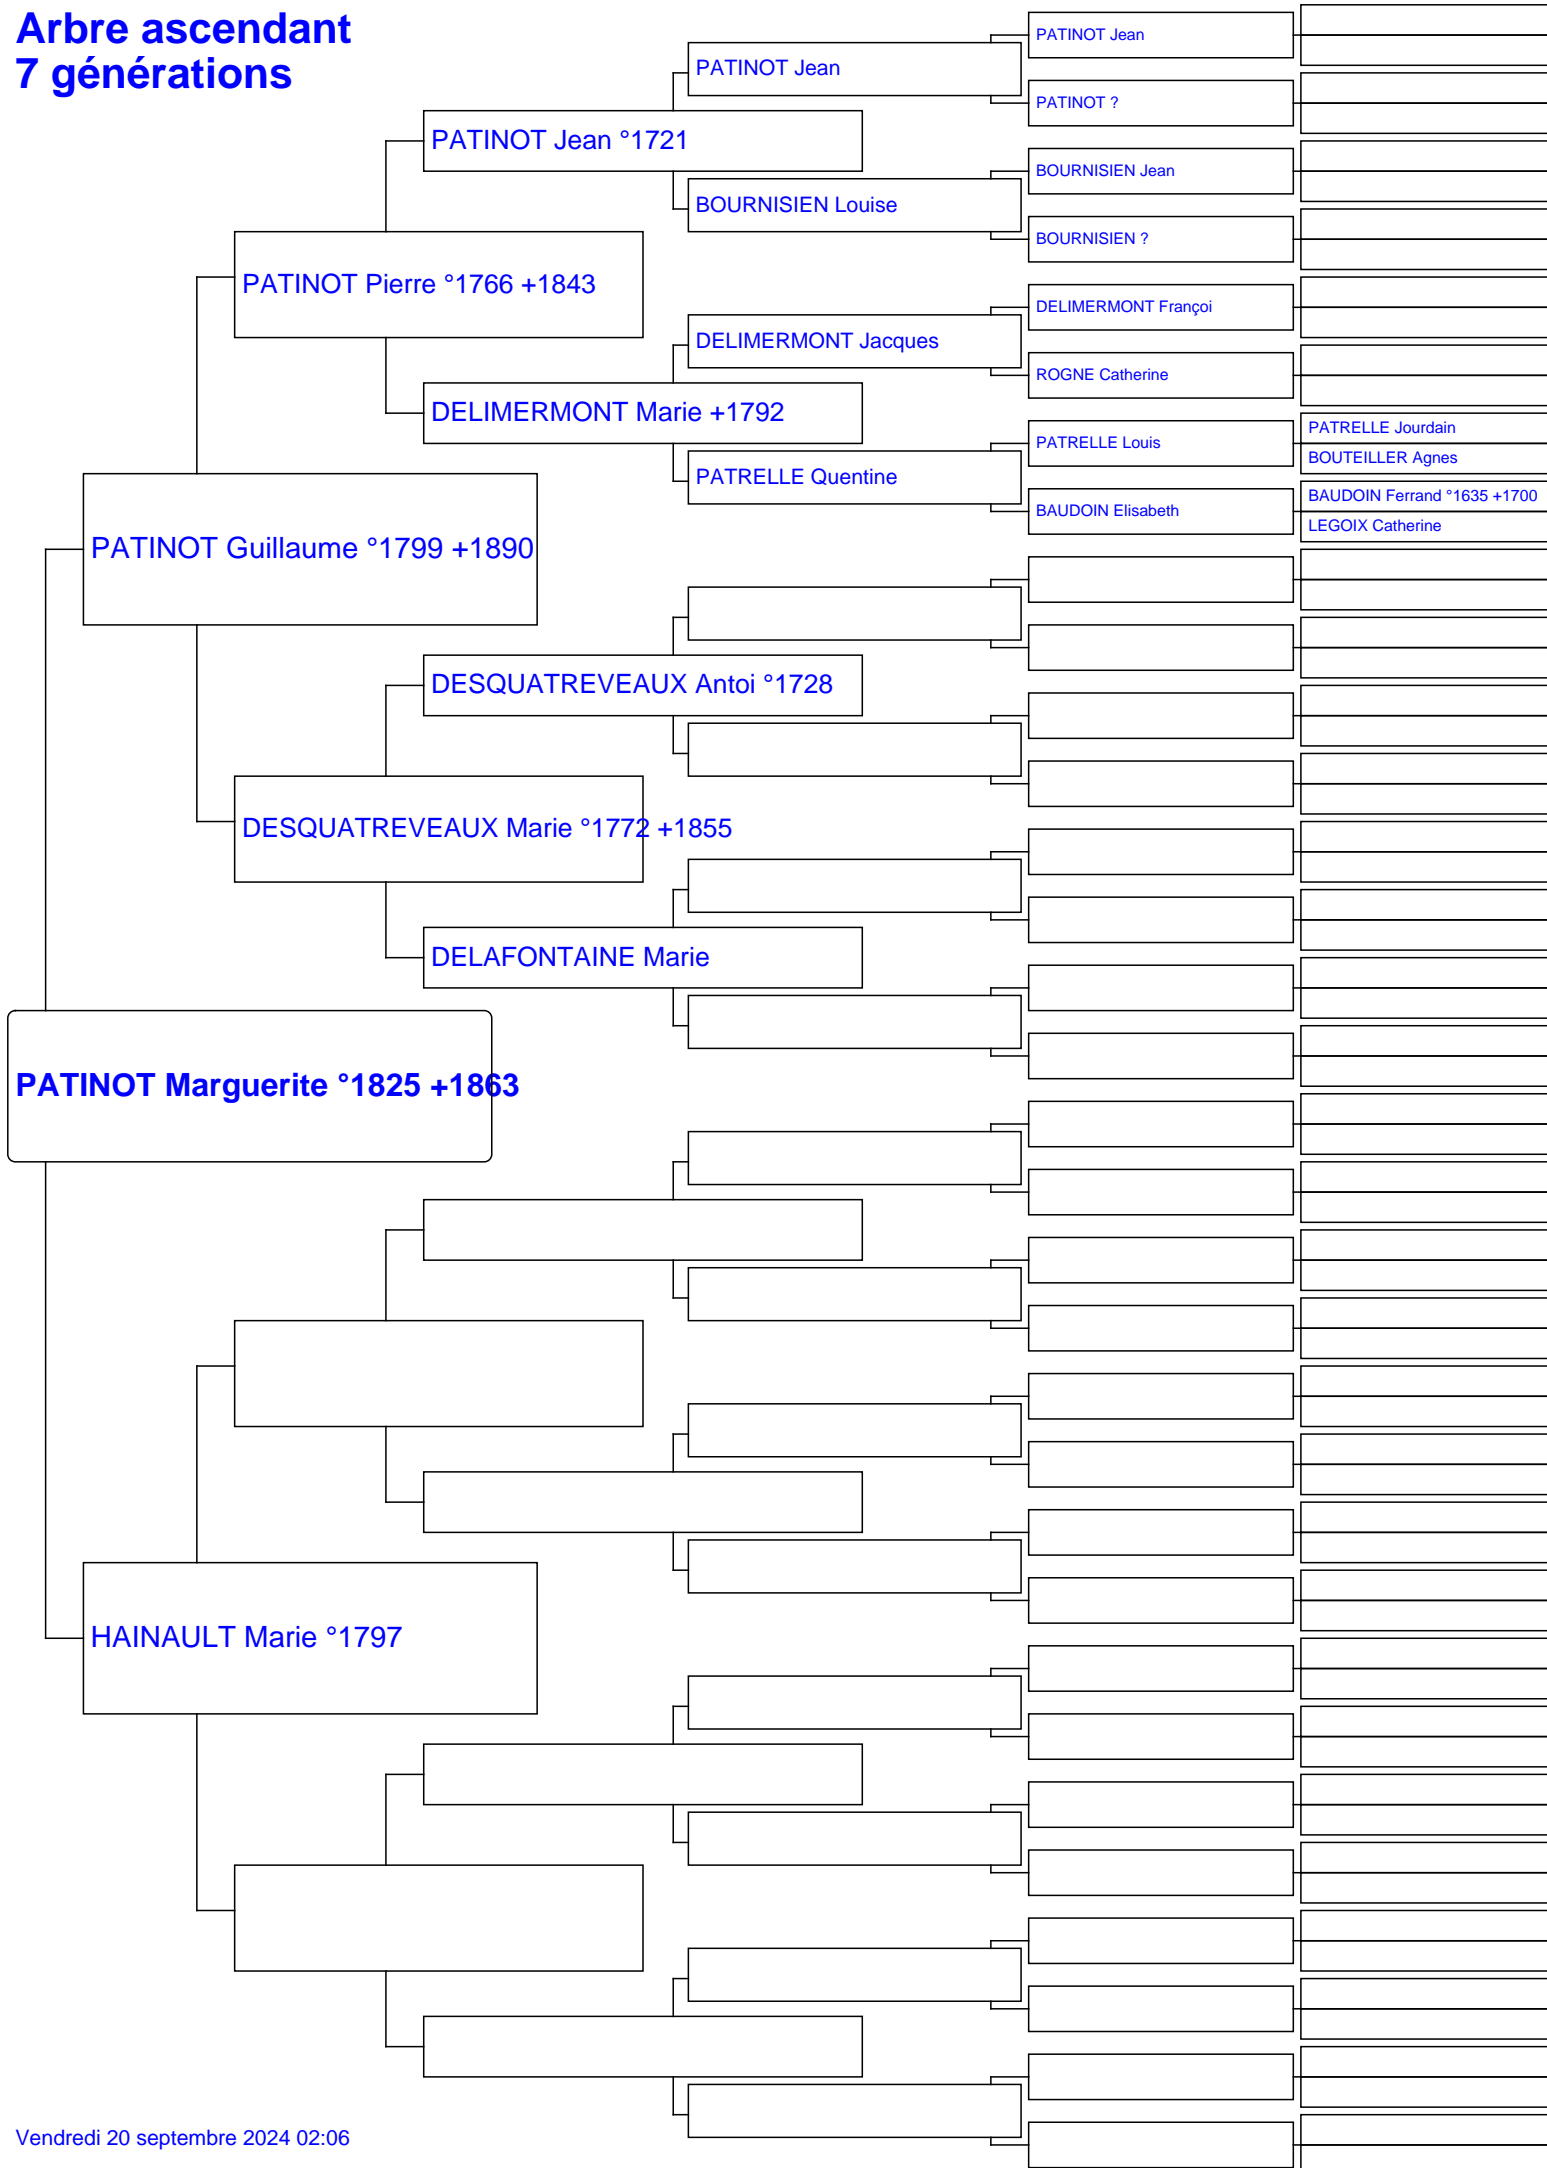 Arbre ascendant
7 générations
PATINOT Jean
PATINOT Jean
PATINOT ?
PATINOT Jean °1721
BOURNISIEN Jean
BOURNISIEN Louise
BOURNISIEN ?
PATINOT Pierre °1766 +1843
DELIMERMONT Françoi
DELIMERMONT Jacques
ROGNE Catherine
DELIMERMONT Marie +1792
PATRELLE Jourdain
PATRELLE Louis
BOUTEILLER Agnes
PATRELLE Quentine
BAUDOIN Ferrand °1635 +1700
BAUDOIN Elisabeth
LEGOIX Catherine
PATINOT Guillaume °1799 +1890
DESQUATREVEAUX Antoi °1728
DESQUATREVEAUX Marie °1772 +1855
DELAFONTAINE Marie
PATINOT Marguerite °1825 +1863
HAINAULT Marie °1797
Vendredi 20 septembre 2024 02:06